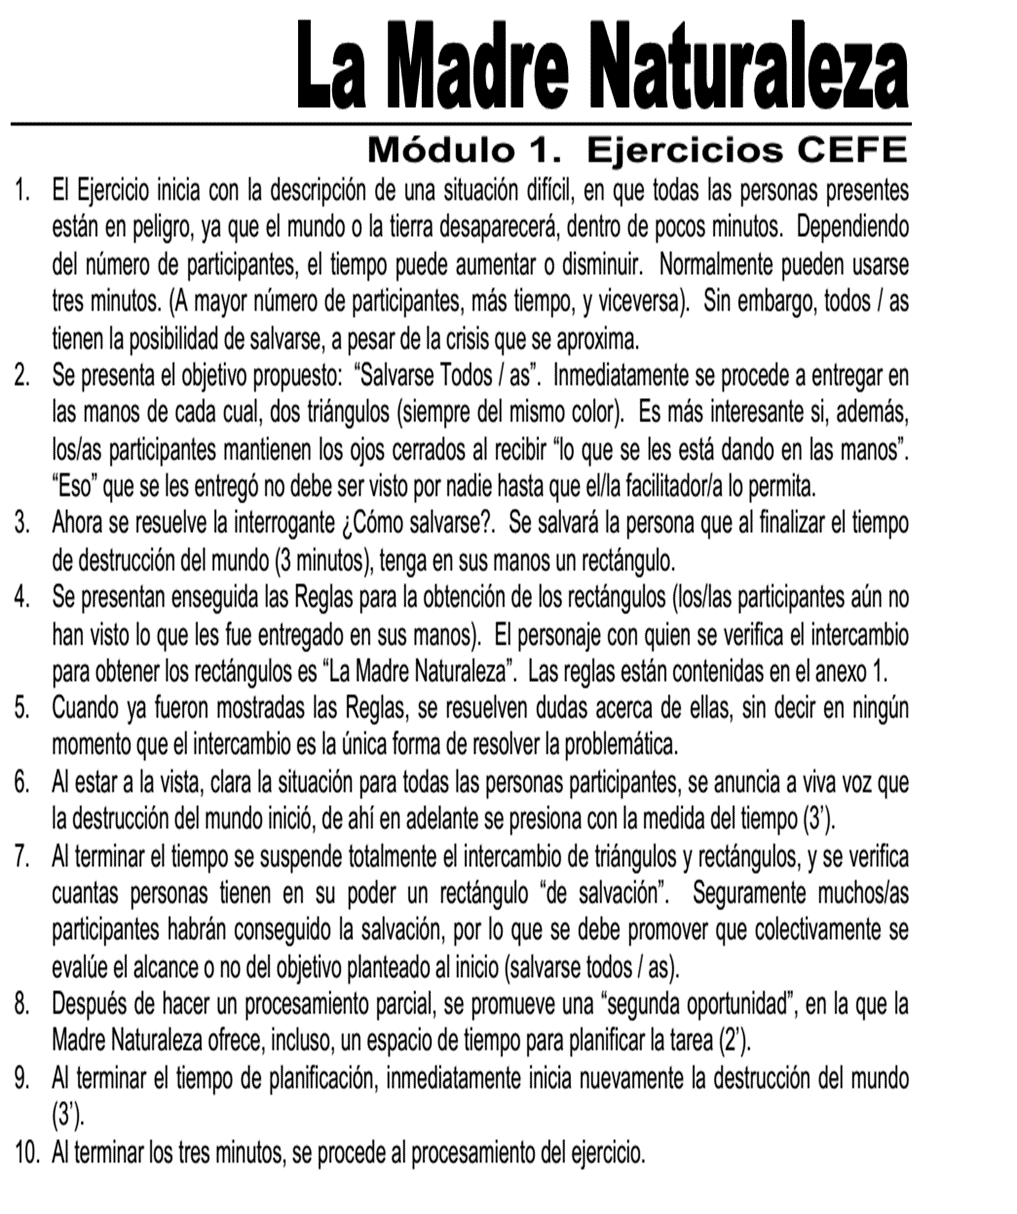 La Madre Naturaleza
Módulo 1. Ejercicios CEFE
1. El Ejercicio inicia con la descripción de una situación difícil, en que todas las personas presentes
están en peligro, ya que el mundo o la tierra desaparecerá, dentro de pocos minutos. Dependiendo
del número de participantes, el tiempo puede aumentar o disminuir. Normalmente pueden usarse
tres minutos. (A mayor número de participantes, más tiempo, y viceversa). Sin embargo, todos / as
tienen la posibilidad de salvarse, a pesar de la crisis que se aproxima.
2. Se presenta el objetivo propuesto: “Salvarse Todos / as”. Inmediatamente se procede a entregar en
las manos de cada cual, dos triángulos (siempre del mismo color). Es más interesante si, además,
los/as participantes mantienen los ojos cerrados al recibir “lo que se les está dando en las manos”.
“Eso” que se les entregó no debe ser visto por nadie hasta que el/la facilitador/a lo permita.
3. Ahora se resuelve la interrogante ¿Cómo salvarse?. Se salvará la persona que al finalizar el tiempo
de destrucción del mundo (3 minutos), tenga en sus manos un rectángulo.
4. Se presentan enseguida las Reglas para la obtención de los rectángulos (los/las participantes aún no
han visto lo que les fue entregado en sus manos). El personaje con quien se verifica el intercambio
para obtener los rectángulos es “La Madre Naturaleza”. Las reglas están contenidas en el anexo 1.
5. Cuando ya fueron mostradas las Reglas, se resuelven dudas acerca de ellas, sin decir en ningún
momento que el intercambio es la única forma de resolver la problemática.
6. Al estar a la vista, clara la situación para todas las personas participantes, se anuncia a viva voz que
la destrucción del mundo inició, de ahí en adelante se presiona con la medida del tiempo (3’).
7. Al terminar el tiempo se suspende totalmente el intercambio de triángulos y rectángulos, y se verifica
cuantas personas tienen en su poder un rectángulo “de salvación”. Seguramente muchos/as
participantes habrán conseguido la salvación, por lo que se debe promover que colectivamente se
evalúe el alcance o no del objetivo planteado al inicio (salvarse todos / as).
8. Después de hacer un procesamiento parcial, se promueve una “segunda oportunidad”, en la que la
Madre Naturaleza ofrece, incluso, un espacio de tiempo para planificar la tarea (2’).
9. Al terminar el tiempo de planificación, inmediatamente inicia nuevamente la destrucción del mundo
(3’).
10. Al terminar los tres minutos, se procede al procesamiento del ejercicio.